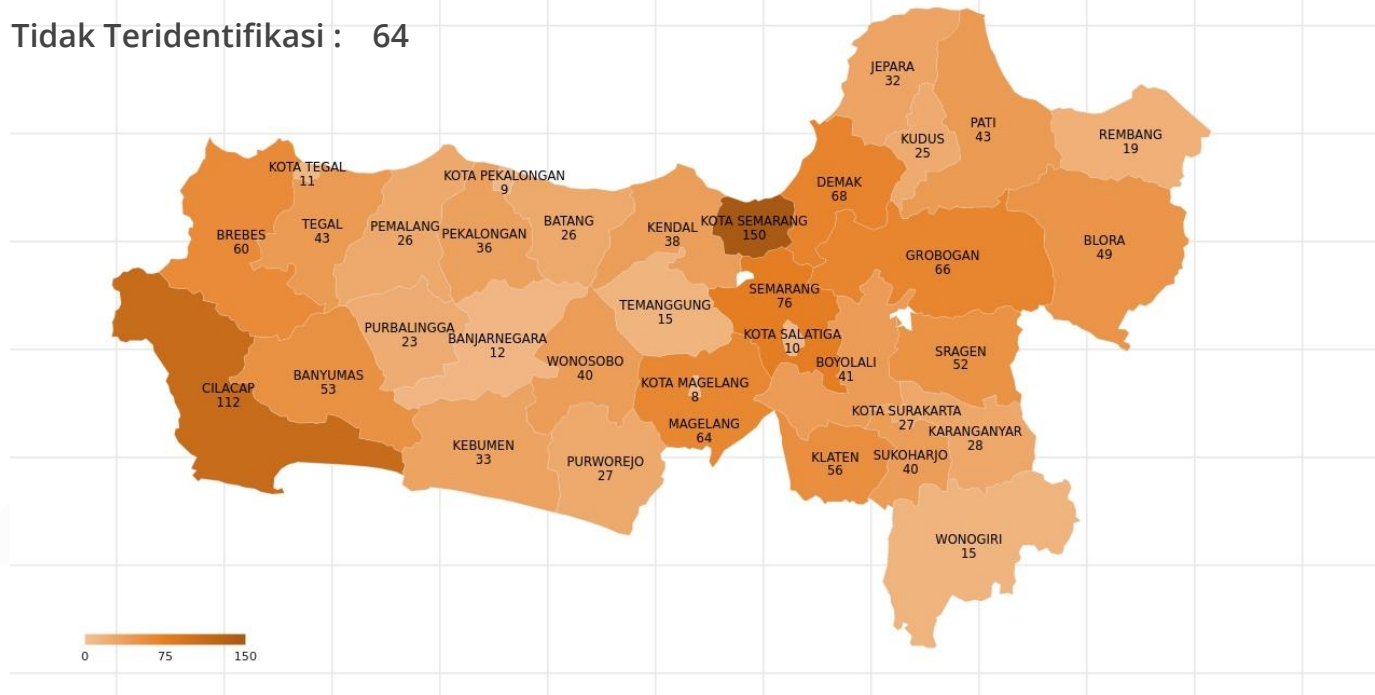 Tidak Teridentifikasi : 64
JEPARA
32
PATI
43
KUDUS
25
REMBANG
19
KOTA TEGAL
11
KOTA PEKALONGAN
9
DEMAK
68
BREBES
60
TEGAL
43
PEMALANG
26
PEKALONGAN
36
BATANG
26
KENDAL
38
KOTA SEMARANG
150
GROBOGAN
66
BLORA
49
SEMARANG
76
TEMANGGUNG
15
PURBALINGGA
23
BANJARNEGARA
12
KOTA SALATIGA
10
WONOSOBO
40
BOYOLALI
41
SRAGEN
52
CILACAP
112
BANYUMAS
53
KOTA MAGELANG
8
MAGELANG
64
KOTA SURAKARTA
27
KARANGANYAR
28
KEBUMEN
33
PURWOREJO
27
KLATEN
56
SUKOHARJO
40
WONOGIRI
15
0 75 150